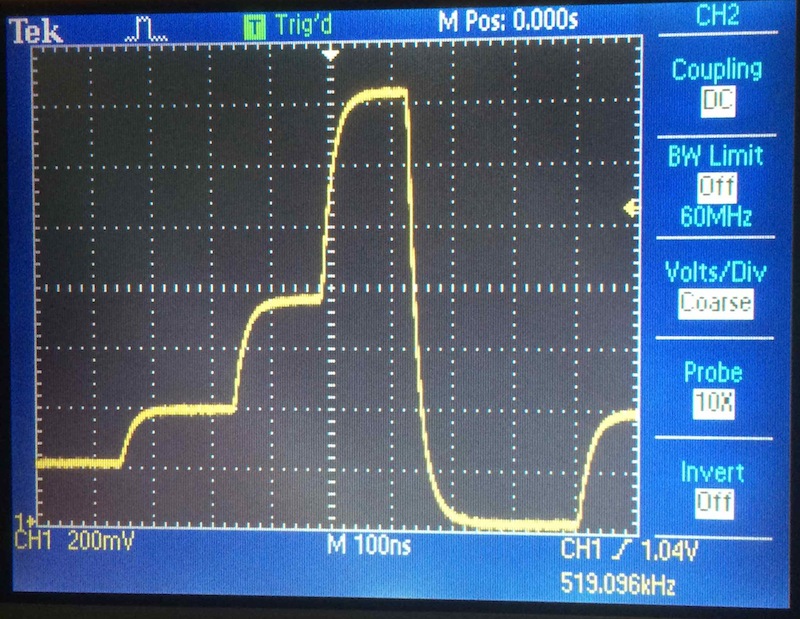 Tek T Trig'd M Pos: 0.000s CH2
Coupling
DC
BW Limit
Off
60MHz
Volts/Div
Coarse
Probe
10X
Invert
Off
1
CH1 200mV M 100ns CH1 1.04V
519.096kHz